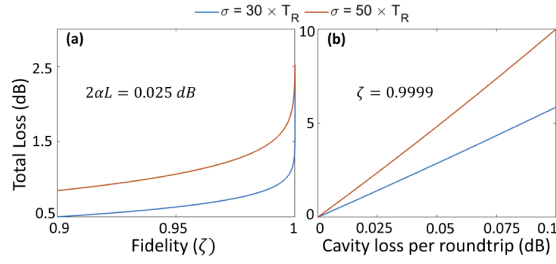 σ = 30 × T_R σ = 50 × T_R
(a) (b)
2αL = 0.025 dB
ζ = 0.9999
Total Loss (dB)
2.5
1.5
0.5
0.9 0.95 1
Fidelity (ζ)
10
5
0
0 0.025 0.05 0.075 0.1
Cavity loss per roundtrip (dB)